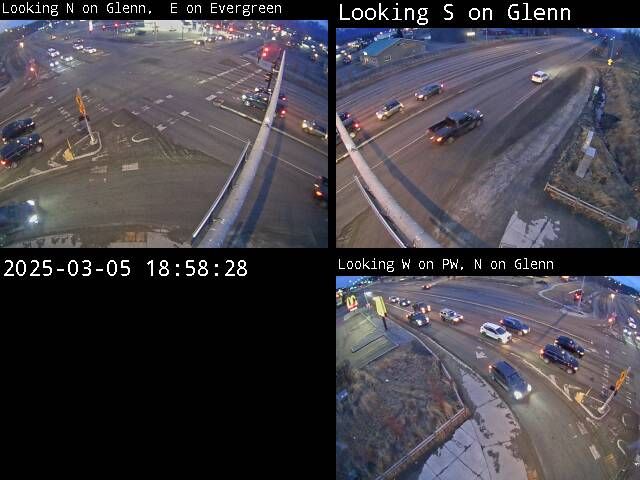 Looking N on Glenn, E on Evergreen
Looking S on Glenn
2025-03-05 18:58:28
Looking W on PW, N on Glenn